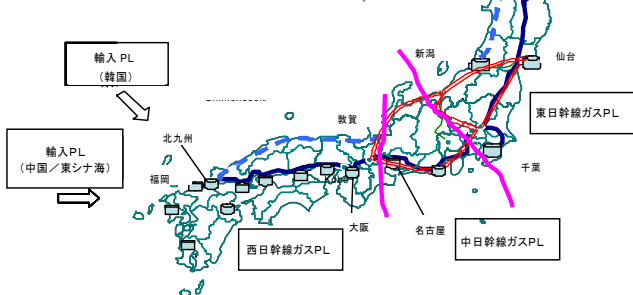 輸入 PL
（韓国）
新潟
仙台
東日幹線ガスPL
敦賀
北九州
輸入PL
（中国／東シナ海）
福岡
千葉
大阪
名古屋
西日幹線ガスPL
中日幹線ガスPL